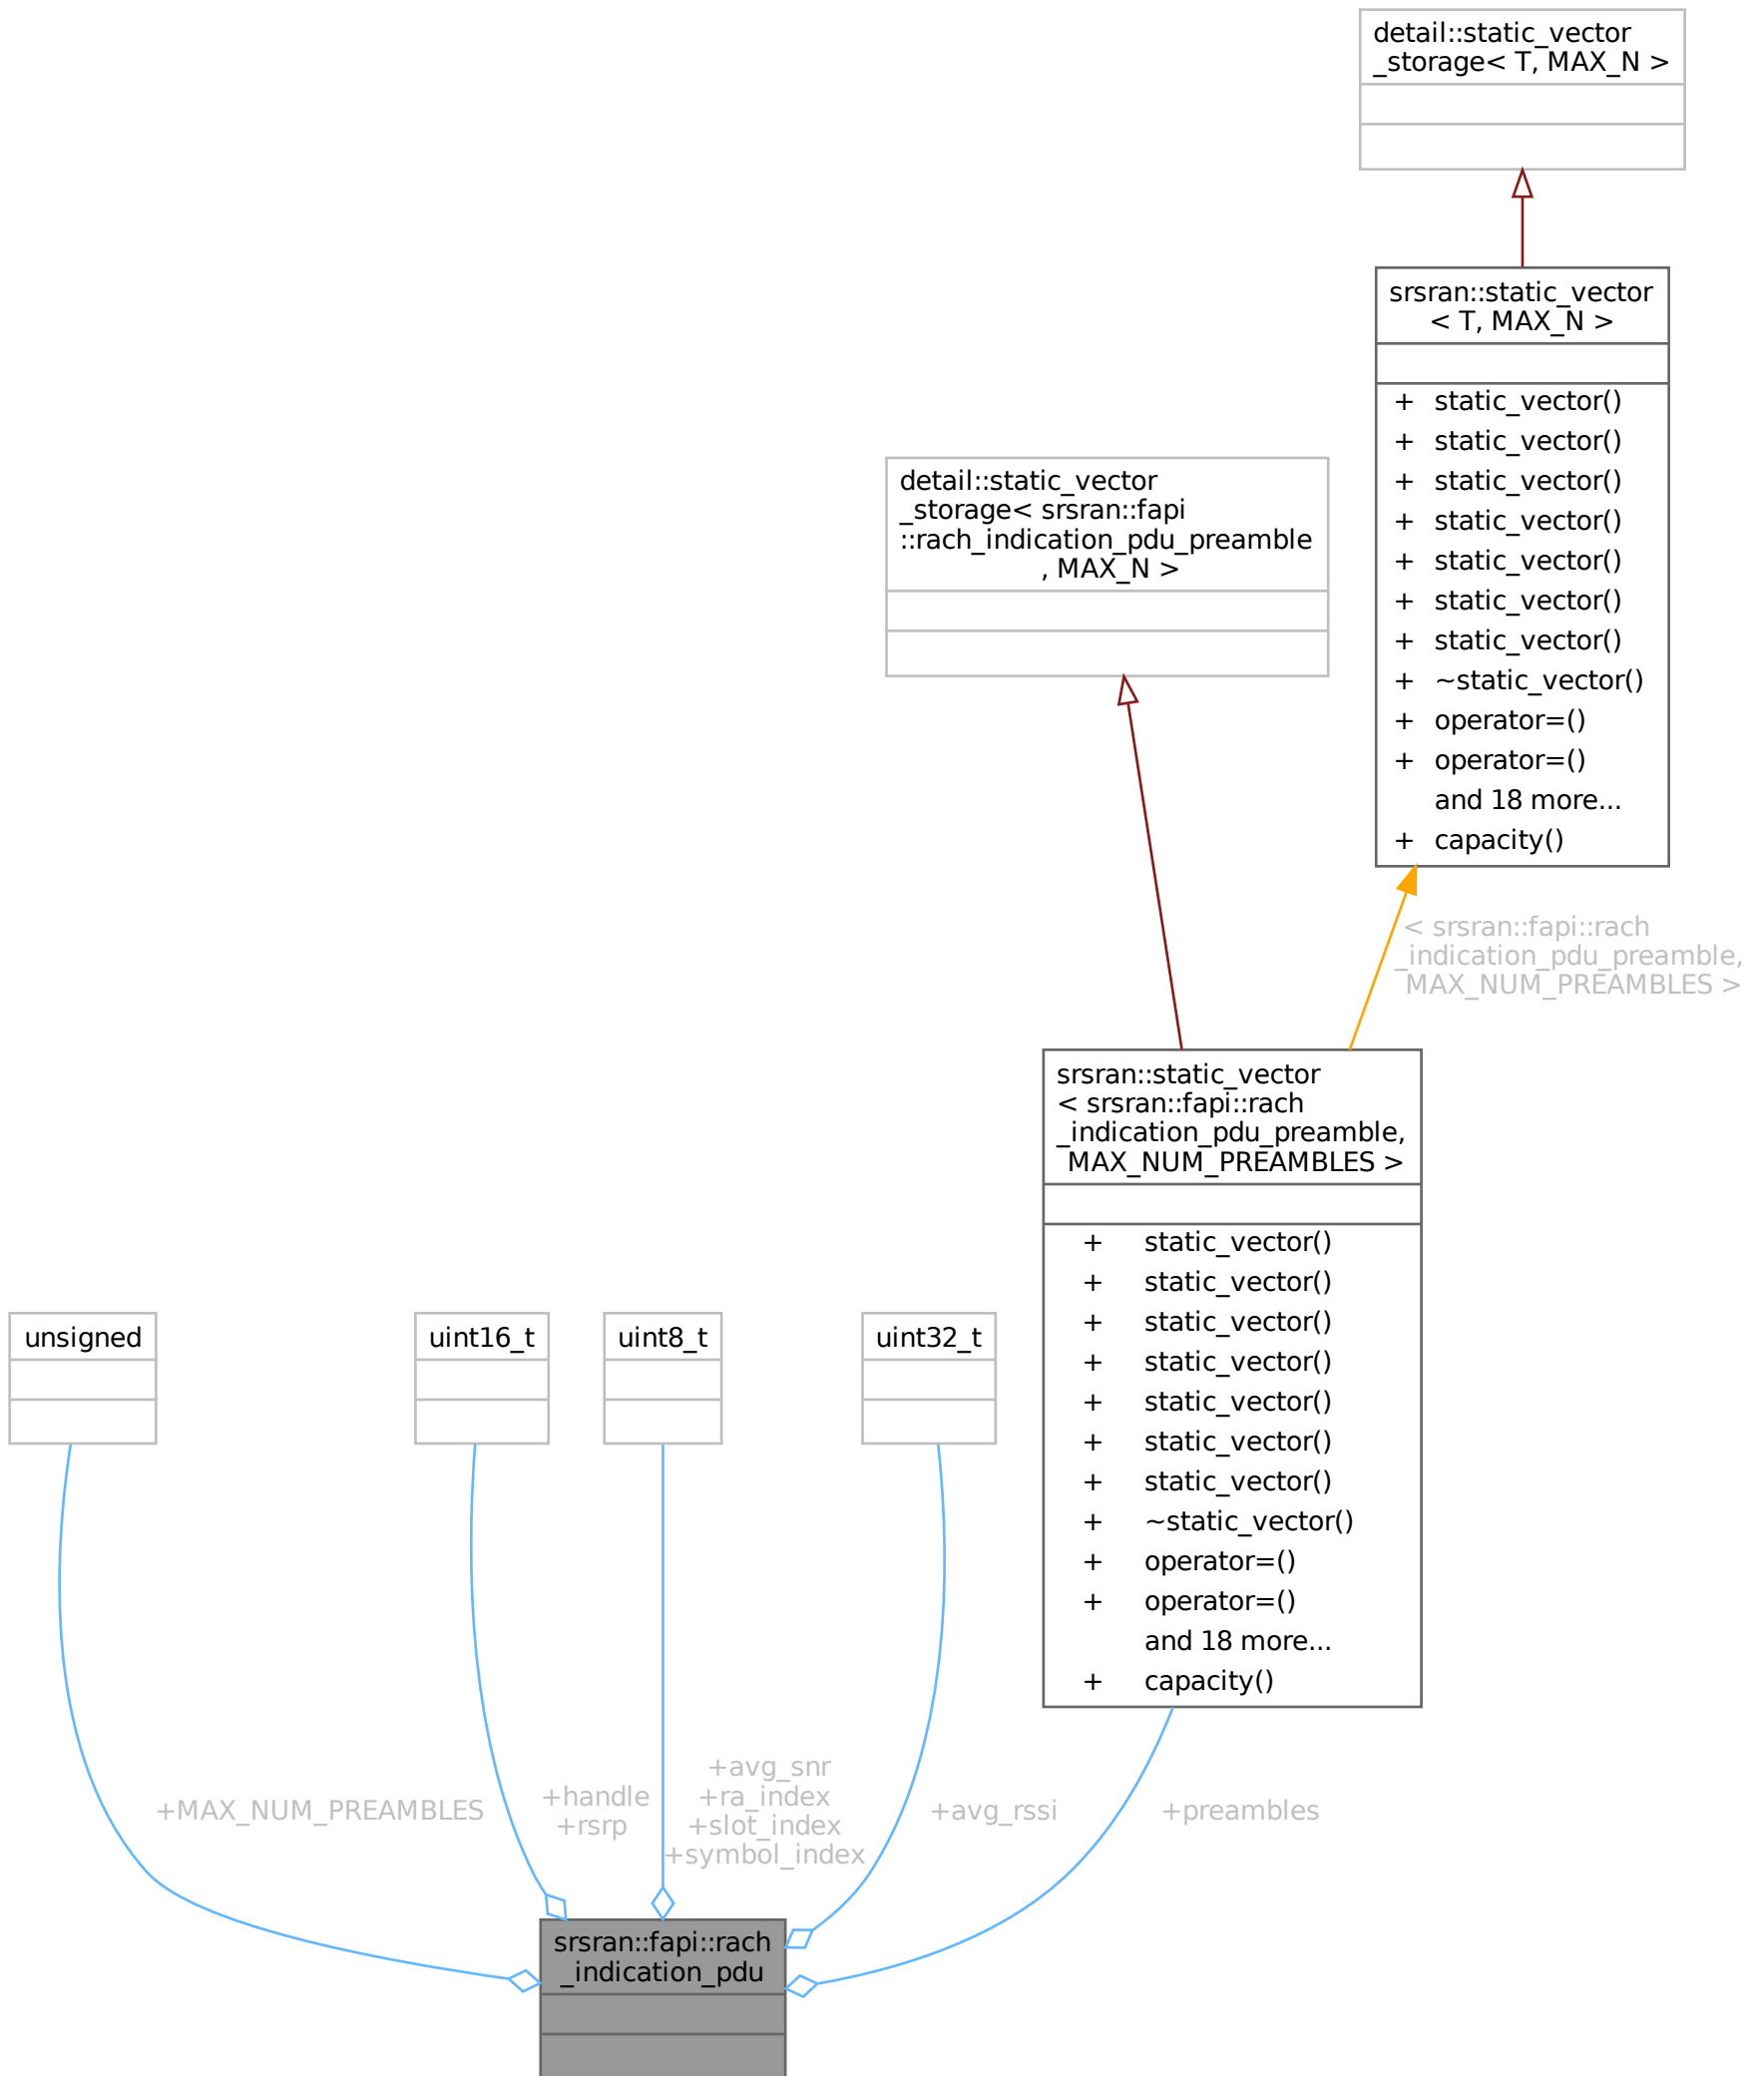 detail::static_vector
_storage< T, MAX_N >
srsran::static_vector
< T, MAX_N >
+ static_vector()
+ static_vector()
+ static_vector()
+ static_vector()
+ static_vector()
+ static_vector()
+ static_vector()
+ ~static_vector()
+ operator=()
+ operator=()
and 18 more...
+ capacity()
detail::static_vector
_storage< srsran::fapi
::rach_indication_pdu_preamble
, MAX_N >
< srsran::fapi::rach
_indication_pdu_preamble,
MAX_NUM_PREAMBLES >
srsran::static_vector
< srsran::fapi::rach
_indication_pdu_preamble,
MAX_NUM_PREAMBLES >
+ static_vector()
+ static_vector()
+ static_vector()
+ static_vector()
+ static_vector()
+ static_vector()
+ static_vector()
+ ~static_vector()
+ operator=()
+ operator=()
and 18 more...
+ capacity()
unsigned
uint16_t
uint8_t
uint32_t
+MAX_NUM_PREAMBLES
+handle
+rsrp
+avg_snr
+ra_index
+slot_index
+symbol_index
+avg_rssi
+preambles
srsran::fapi::rach
_indication_pdu